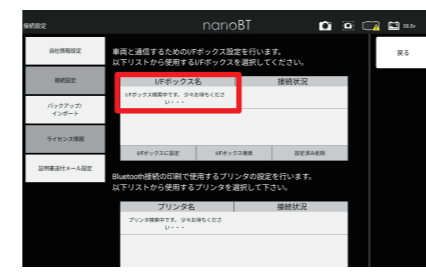 接続設定
nanoBT
自社情報設定
接続設定
バックアップ/
インポート
ライセンス情報
証明書送付メール設定
車両と通信するためのI/Fボックス設定を行います。
以下リストから使用するI/Fボックスを選択してください。
I/Fボックス名
接続状況
I/Fボックス検索中です。少々お待ちくださ
い・・・
I/Fボックスに設定
I/Fボックス検索
設定済み削除
Bluetooth接続の印刷で使用するプリンタの設定を行います。
以下リストから使用するプリンタを選択して下さい。
プリンタ名
接続状況
プリンタ検索中です。少々お待ちくださ
い・・・
戻る